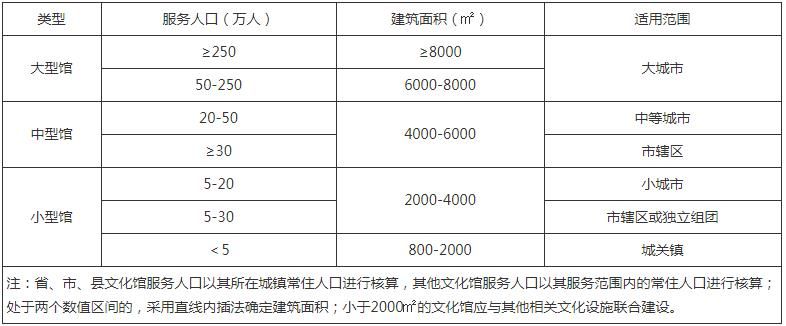 类型 服务人口（万人） 建筑面积（㎡） 适用范围
大型馆 ≥250 ≥8000 大城市
50-250 6000-8000
中型馆 20-50 4000-6000 中等城市
≥30 市辖区
小型馆 5-20 2000-4000 小城市
5-30 市辖区或独立组团
＜5 800-2000 城关镇
注：省、市、县文化馆服务人口以其所在城镇常住人口进行核算，其他文化馆服务人口以其服务范围内的常住人口进行核算；
处于两个数值区间的，采用直线内插法确定建筑面积；小于2000㎡的文化馆应与其他相关文化设施联合建设。